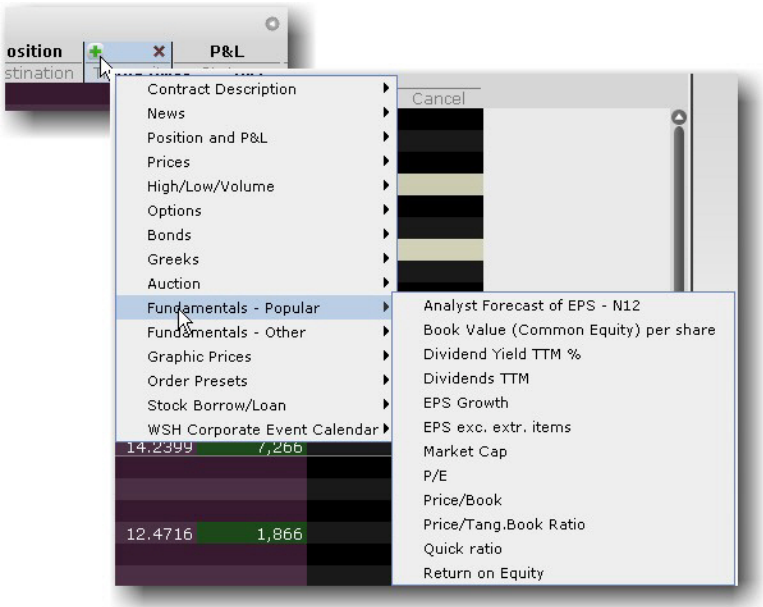 osition P&L
stination
Cancel
Contract Description
News
Position and P&L
Prices
High/Low/Volume
Options
Bonds
Greeks
Auction
Fundamentals - Popular
Fundamentals - Other
Graphic Prices
Order Presets
Stock Borrow/Loan
WSH Corporate Event Calendar
Analyst Forecast of EPS - N12
Book Value (Common Equity) per share
Dividend Yield TTM %
Dividends TTM
EPS Growth
EPS exc. extr. items
Market Cap
P/E
Price/Book
Price/Tang.Book Ratio
Quick ratio
Return on Equity
14.2399 7,266
12.4716 1,866